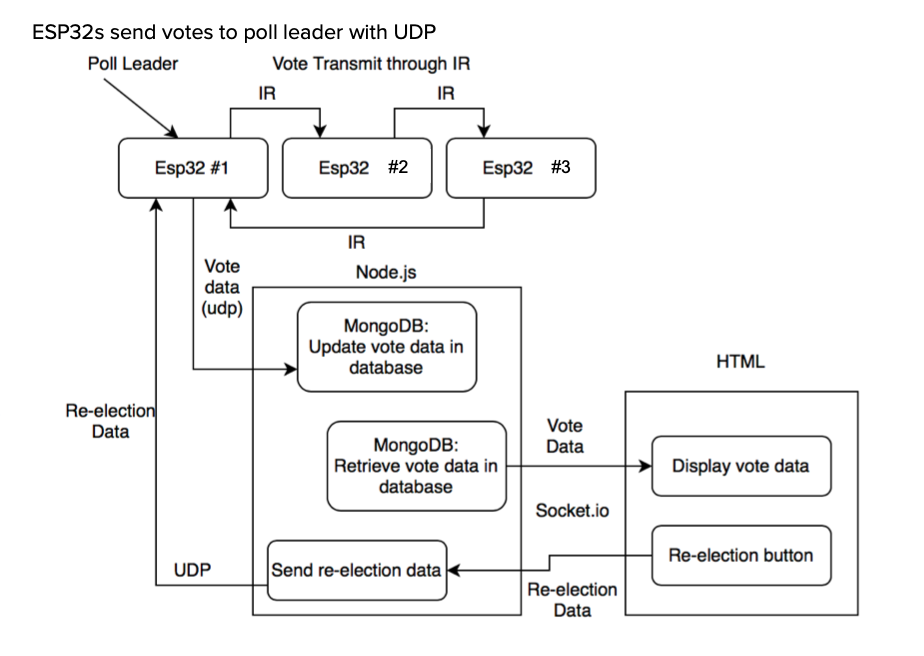 ESP32s send votes to poll leader with UDP
Poll Leader
Vote Transmit through IR
IR
IR
Esp32 #1
Esp32 #2
Esp32 #3
IR
Vote
data
(udp)
Node.js
MongoDB:
Update vote data in
database
HTML
Re-election
Data
MongoDB:
Retrieve vote data in
database
Vote
Data
Display vote data
Socket.io
UDP
Send re-election data
Re-election button
Re-election
Data